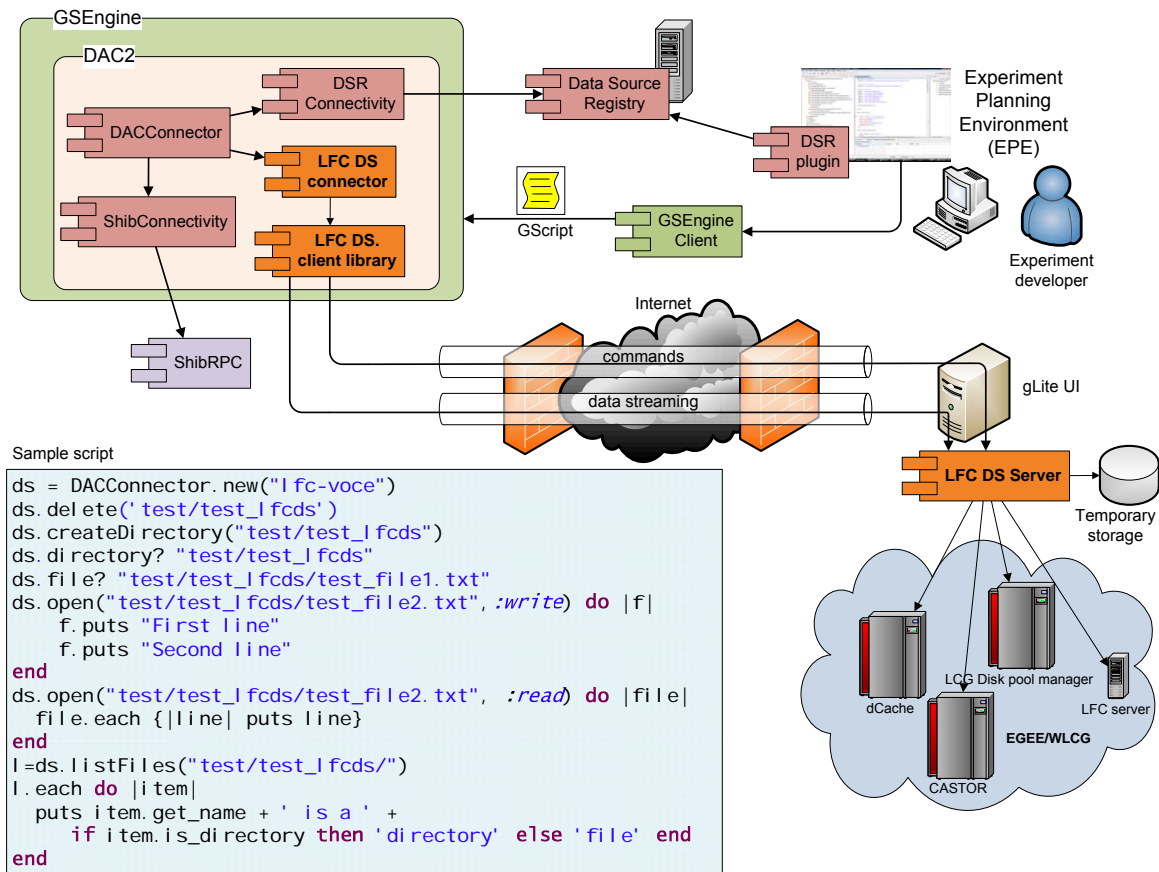 GSEngine
DAC2
DSR
Connectivity
DACConnector
LFC DS
connector
ShibConnectivity
LFC DS.
client library
ShibRPC
Data Source
Registry
DSR
plugin
Experiment
Planning
Environment
(EPE)
GScript
GSEngine
Client
Experiment
developer
Internet
commands
data streaming
gLite UI
LFC DS Server
Temporary
storage
dCache
LCG Disk pool manager
LFC server
EGEE/WLCG
CASTOR
Sample script
ds = DACConnector.new("lfc-voce")
ds.delete('test/test_lfcds')
ds.createDirectory("test/test_lfcds")
ds.directory? "test/test_lfcds"
ds.file? "test/test_lfcds/test_file1.txt"
ds.open("test/test_lfcds/test_file2.txt",:write) do |f|
f.puts "First line"
f.puts "Second line"
end
ds.open("test/test_lfcds/test_file2.txt", :read) do |file|
file.each {|line| puts line}
end
l=ds.listFiles("test/test_lfcds/")
l.each do |item|
puts item.get_name + ' is a ' +
if item.is_directory then 'directory' else 'file' end
end